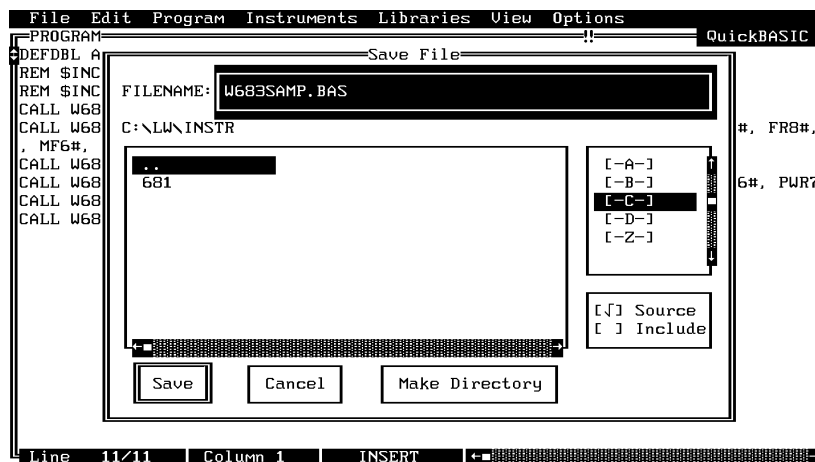 File Edit Program Instruments Libraries View Options
PROGRAM !! QuickBASIC
DEFDBL A Save File
REM $INC
REM $INC FILENAME: W683SAMP.BAS
CALL W68
CALL W68 C:\LW\INSTR #, FR8#,
, MF6#,
CALL W68 .. [-A-]
CALL W68 681 [-B-] 6#, PWR7
CALL W68 [-C-]
CALL W68 [-D-]
[-Z-]
[√] Source
[ ] Include
Save Cancel Make Directory
Line 11/11 Column 1 INSERT